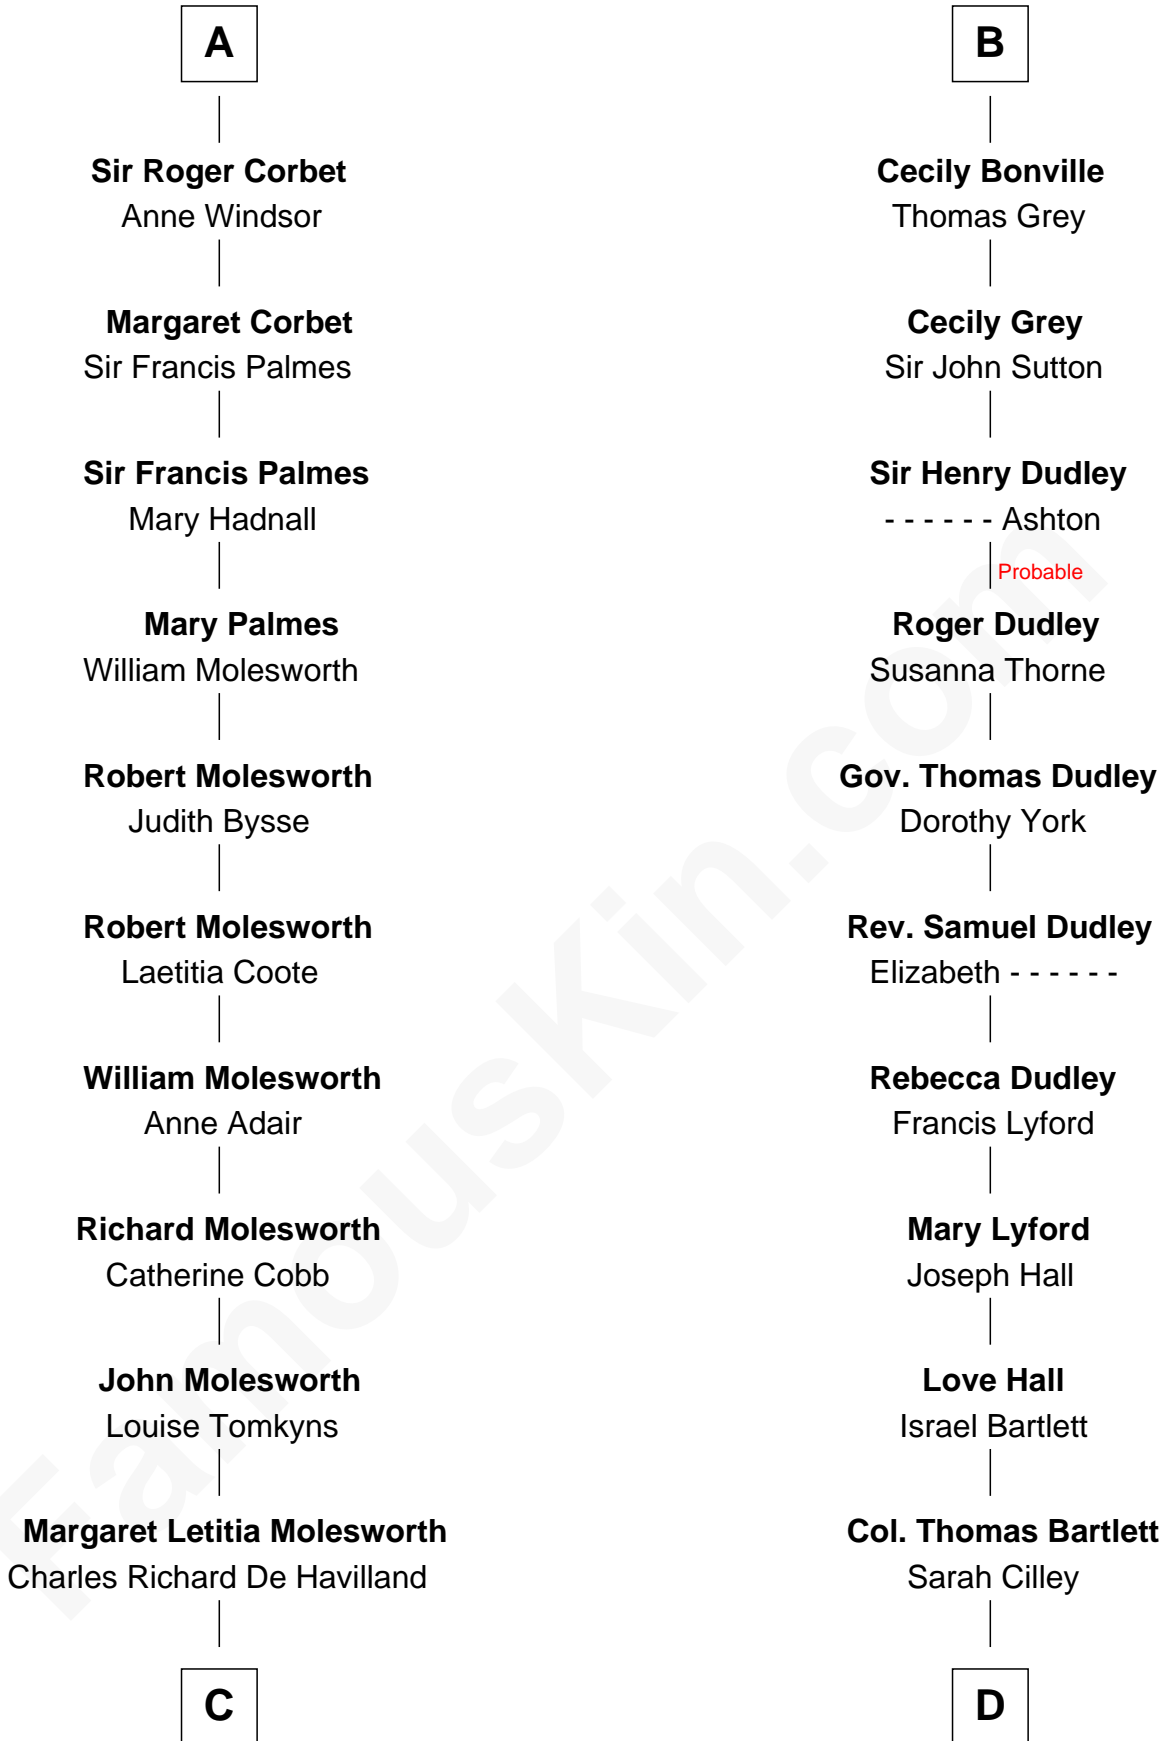 A
Sir Roger Corbet
Anne Windsor
Margaret Corbet
Sir Francis Palmes
Sir Francis Palmes
Mary Hadnall
Mary Palmes
William Molesworth
Robert Molesworth
Judith Bysse
Robert Molesworth
Laetitia Coote
William Molesworth
Anne Adair
Richard Molesworth
Catherine Cobb
John Molesworth
Louise Tomkyns
Margaret Letitia Molesworth
Charles Richard De Havilland
C
B
Cecily Bonville
Thomas Grey
Cecily Grey
Sir John Sutton
Sir Henry Dudley
- - - - - - Ashton
Probable
Roger Dudley
Susanna Thorne
Gov. Thomas Dudley
Dorothy York
Rev. Samuel Dudley
Elizabeth - - - - - -
Rebecca Dudley
Francis Lyford
Mary Lyford
Joseph Hall
Love Hall
Israel Bartlett
Col. Thomas Bartlett
Sarah Cilley
D
FamousKin.com